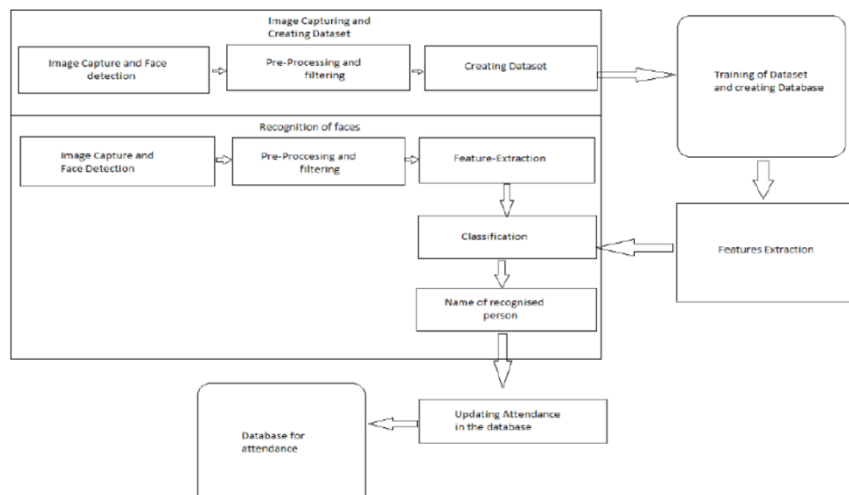 Image Capturing and
Creating Dataset
Image Capture and Face
detection
Pre-Processing and
filtering
Creating Dataset
Training of Dataset
and creating Database
Recognition of faces
Image Capture and
Face Detection
Pre-Proccesing and
filtering
Feature-Extraction
Classification
Features Extraction
Name of recognised
person
Updating Attendance
in the database
Database for
attendance